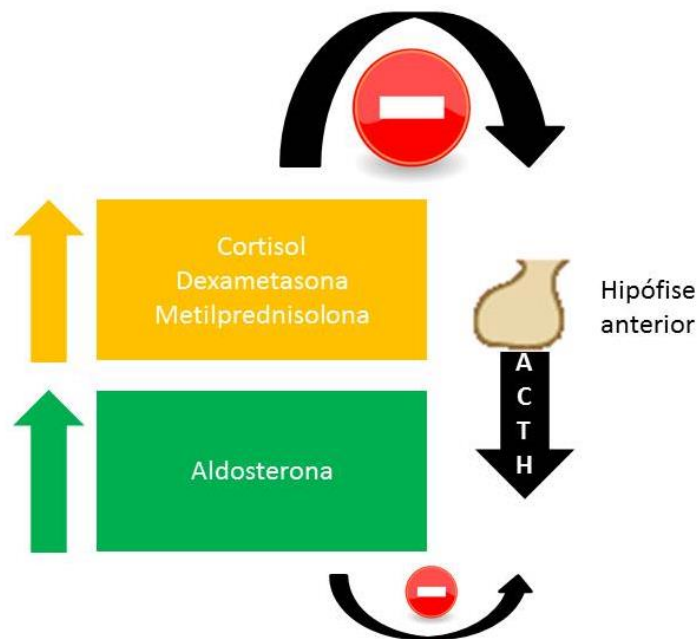 Cortisol
Dexametasona
Metilprednisolona
Hipófise
anterior
A
C
T
H
Aldosterona